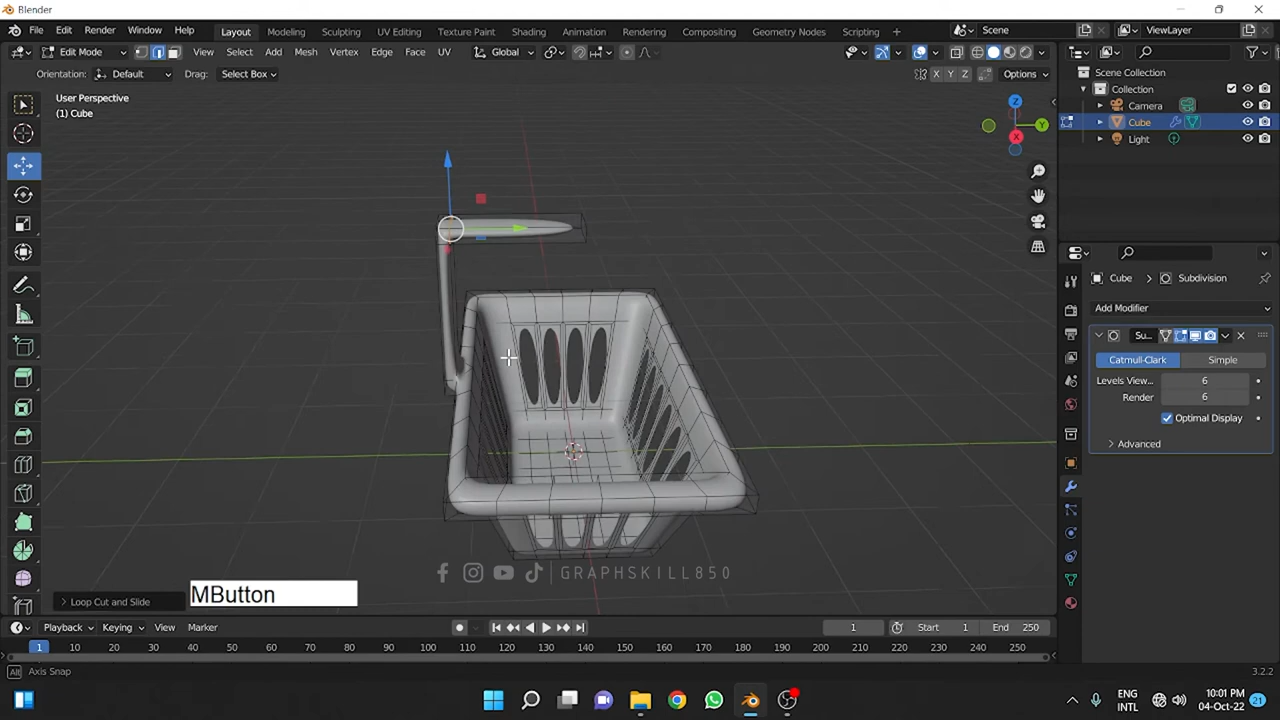 Blender
File Edit Render Window Help Layout Modeling Sculpting UV Editing Texture Paint Shading Animation Rendering Compositing Geometry Nodes Scripting + Scene ViewLayer
Edit Mode View Select Add Mesh Vertex Edge Face UV Global
Orientation: Default Drag: Select Box X Y Z Options
User Perspective
(1) Cube
Scene Collection
Collection
Camera
Cube
Light
Z
Y
X
Cube Subdivision
Add Modifier
Su...
Catmull-Clark Simple
Levels View... 6
Render 6
Optimal Display
Advanced
GRAPHSKILL850
MButton
Loop Cut and Slide
Playback Keying View Marker 1 Start 1 End 250
1 10 20 30 40 50 60 70 80 90 100 110 120 130 140 150 160 170 180 190 200 210 220 230 240 250
Alt Axis Snap 3.2.2
ENG
INTL
10:01 PM
04-Oct-22
21